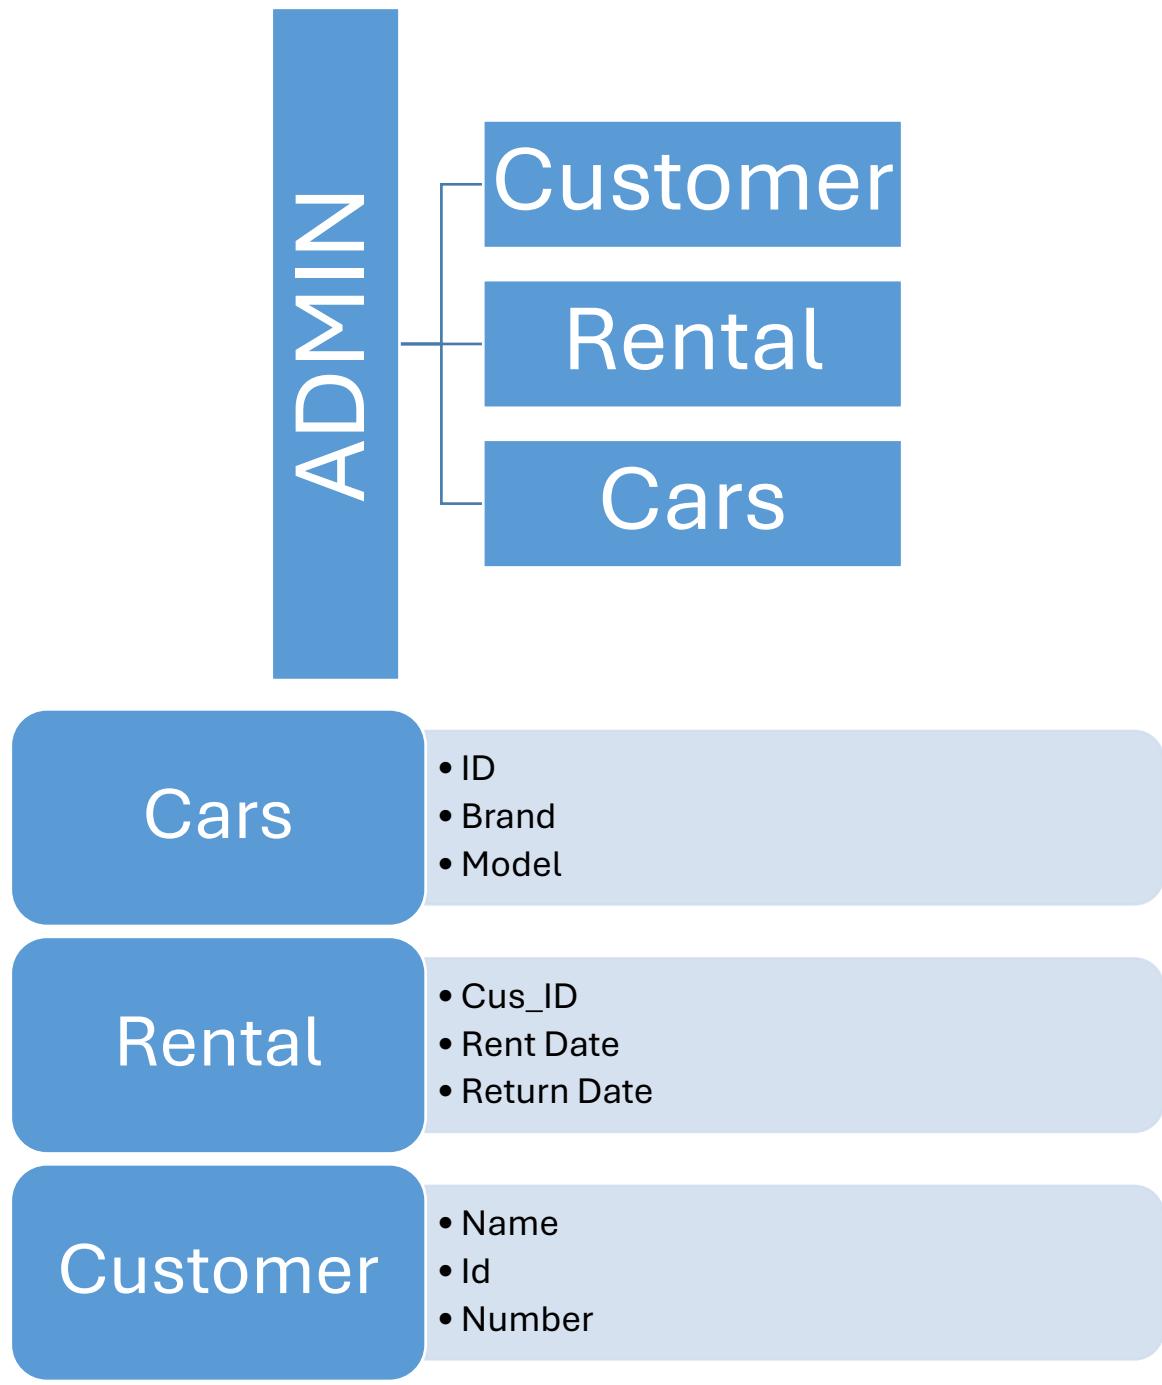 ADMIN
Customer
Rental
Cars
Cars
• ID
• Brand
• Model
Rental
• Cus_ID
• Rent Date
• Return Date
Customer
• Name
• Id
• Number